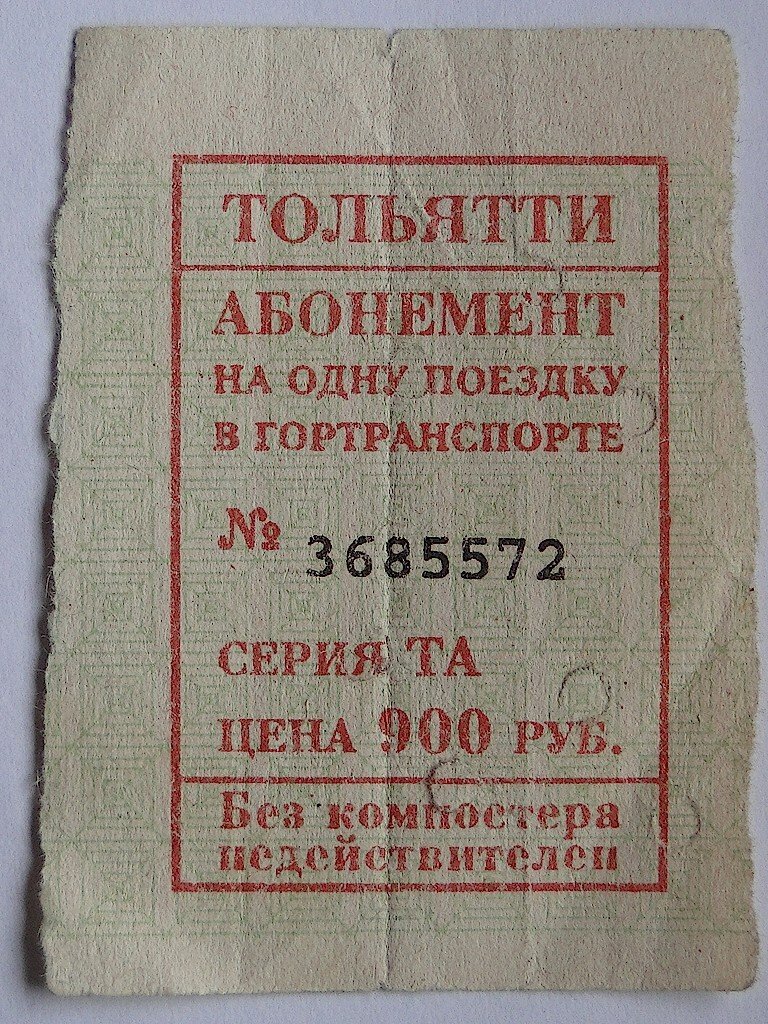 ТОЛЬЯТТИ
АБОНЕМЕНТ
НА ОДНУ ПОЕЗДКУ
В ГОРТРАНСПОРТЕ
№ 3685572
СЕРИЯ ТА
ЦЕНА 900 РУБ.
Без компостера
недействителен